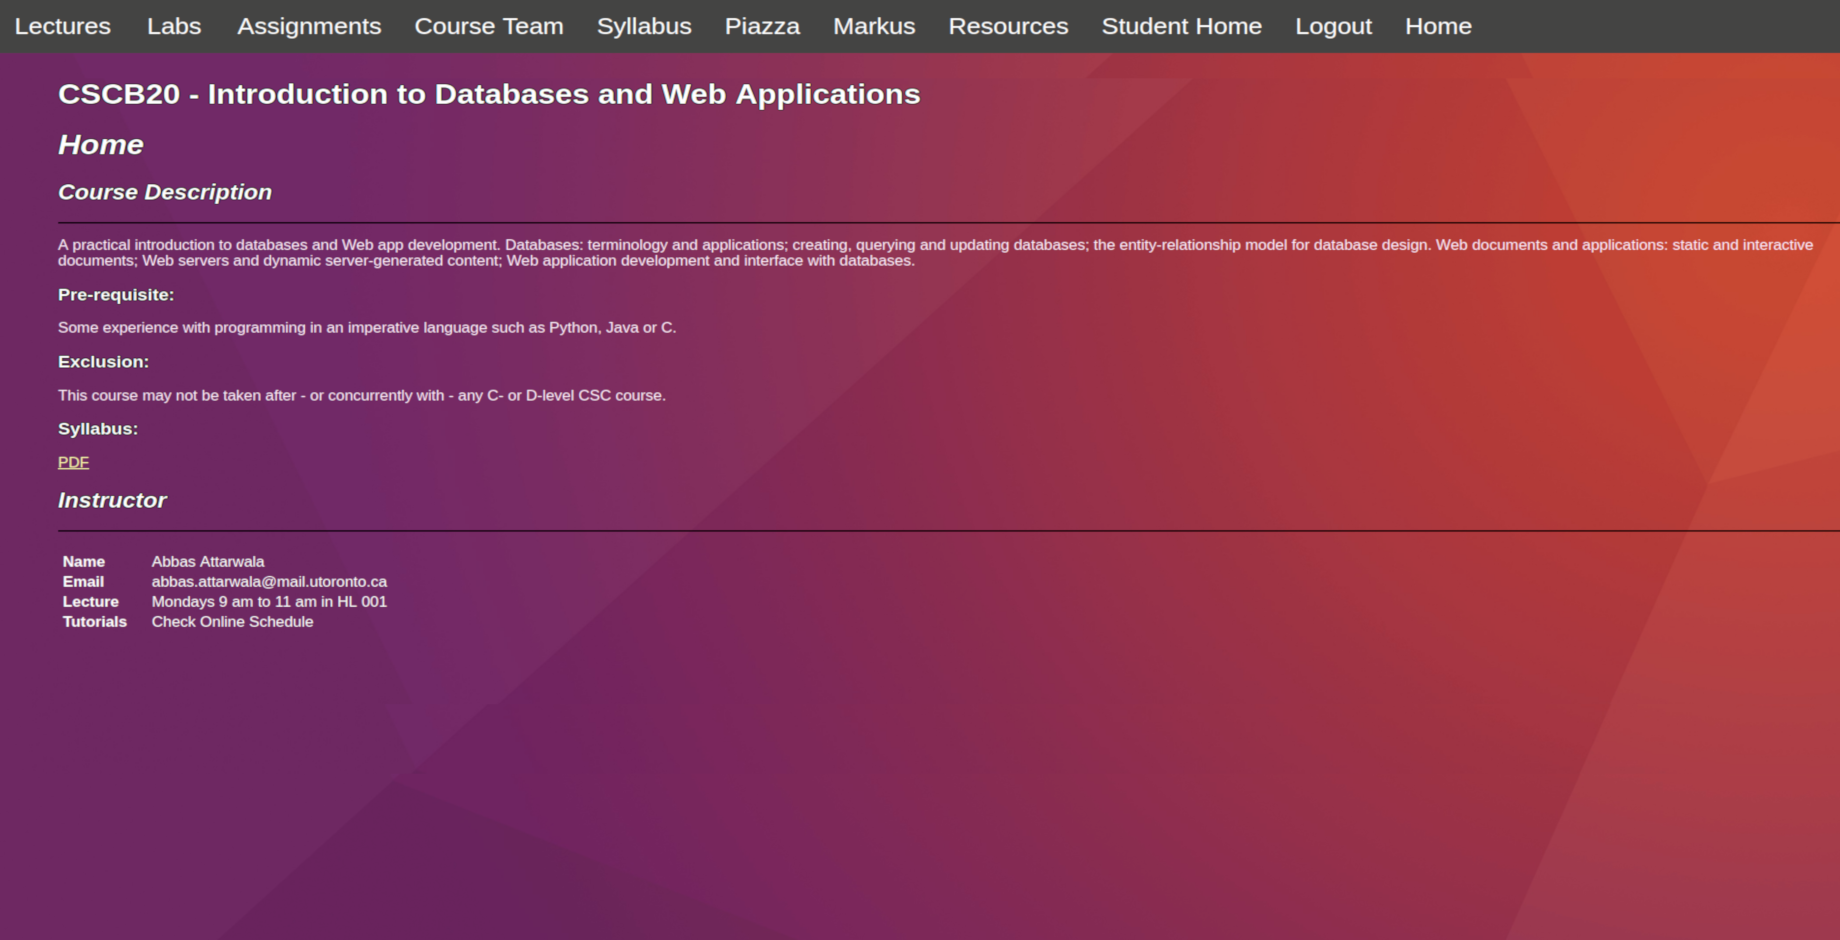 Lectures Labs Assignments Course Team Syllabus Piazza Markus Resources Student Home Logout Home
CSCB20 - Introduction to Databases and Web Applications
Home
Course Description
A practical introduction to databases and Web app development. Databases: terminology and applications; creating, querying and updating databases; the entity-relationship model for database design. Web documents and applications: static and interactive
documents; Web servers and dynamic server-generated content; Web application development and interface with databases.
Pre-requisite:
Some experience with programming in an imperative language such as Python, Java or C.
Exclusion:
This course may not be taken after - or concurrently with - any C- or D-level CSC course.
Syllabus:
PDF
Instructor
Name Abbas Attarwala
Email abbas.attarwala@mail.utoronto.ca
Lecture Mondays 9 am to 11 am in HL 001
Tutorials Check Online Schedule